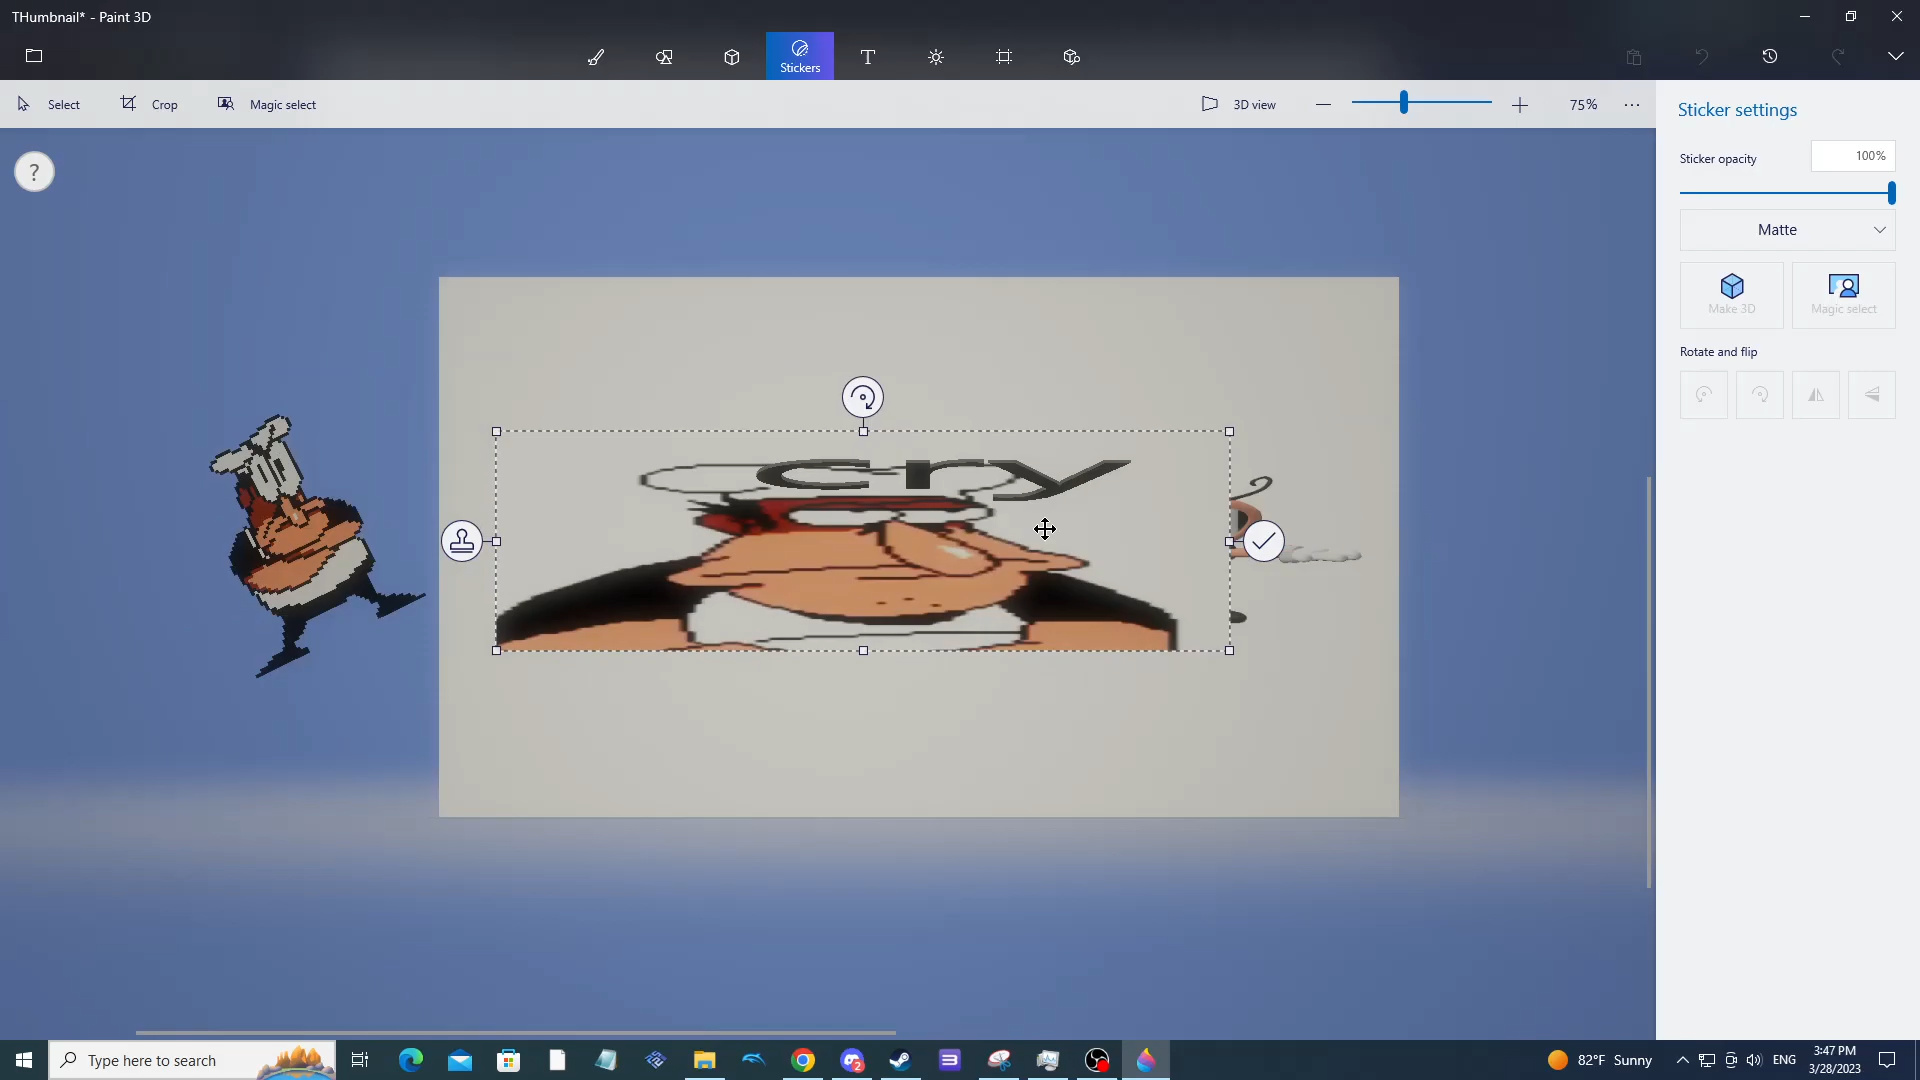 THumbnail* - Paint 3D
Stickers
Select
Crop
Magic select
3D view
75%
Sticker settings
Sticker opacity
100%
Matte
Make 3D
Magic select
Rotate and flip
?
cry
Type here to search
2
82°F Sunny
ENG
3:47 PM
3/28/2023